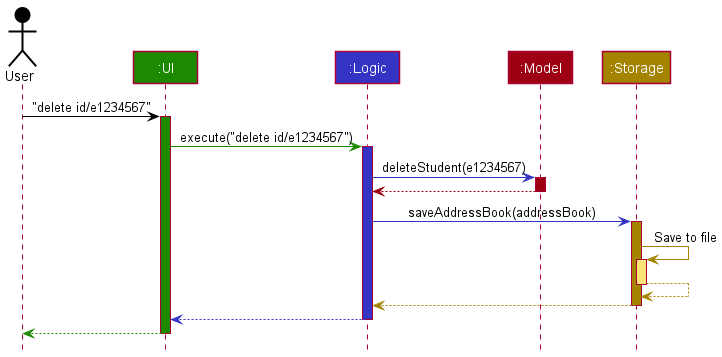 User
:UI
:Logic
:Model
:Storage
"delete id/e1234567"
execute("delete id/e1234567")
deleteStudent(e1234567)
saveAddressBook(addressBook)
Save to file